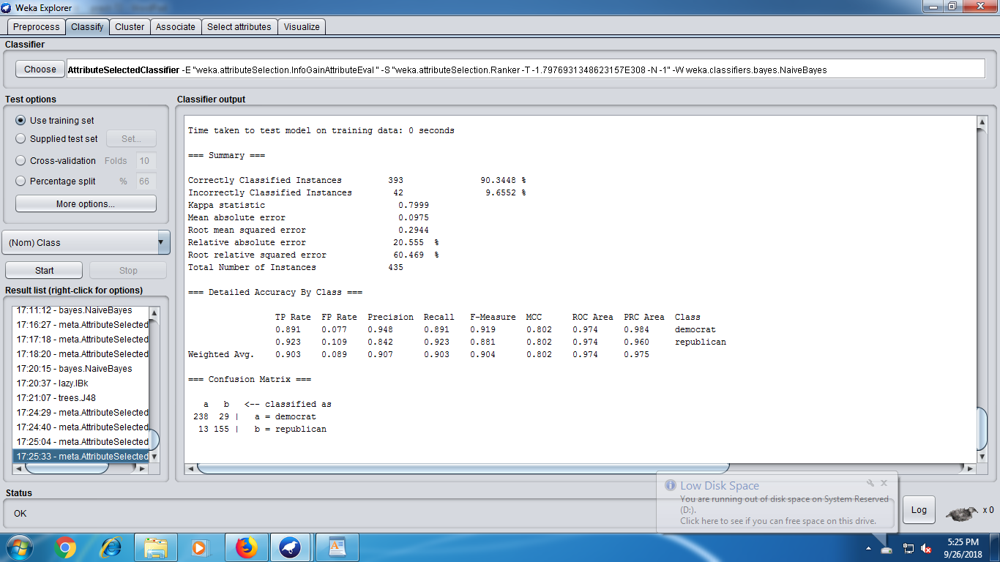 Weka Explorer
Preprocess Classify Cluster Associate Select attributes Visualize
Classifier
Choose AttributeSelectedClassifier -E "weka.attributeSelection.InfoGainAttributeEval " -S "weka.attributeSelection.Ranker -T -1.7976931348623157E308 -N -1" -W weka.classifiers.bayes.NaiveBayes
Test options
Use training set
Supplied test set Set...
Cross-validation Folds 10
Percentage split % 66
More options...
(Nom) Class
Start Stop
Result list (right-click for options)
17:11:12 - bayes.NaiveBayes
17:16:27 - meta.AttributeSelected
17:17:18 - meta.AttributeSelected
17:18:20 - meta.AttributeSelected
17:20:15 - bayes.NaiveBayes
17:20:37 - lazy.IBk
17:21:07 - trees.J48
17:24:29 - meta.AttributeSelected
17:24:40 - meta.AttributeSelected
17:25:04 - meta.AttributeSelected
17:25:33 - meta.AttributeSelected
Classifier output
Time taken to test model on training data: 0 seconds
=== Summary ===
Correctly Classified Instances 393 90.3448 %
Incorrectly Classified Instances 42 9.6552 %
Kappa statistic 0.7999
Mean absolute error 0.0975
Root mean squared error 0.2944
Relative absolute error 20.555 %
Root relative squared error 60.469 %
Total Number of Instances 435
=== Detailed Accuracy By Class ===
TP Rate FP Rate Precision Recall F-Measure MCC ROC Area PRC Area Class
0.891 0.077 0.948 0.891 0.919 0.802 0.974 0.984 democrat
0.923 0.109 0.842 0.923 0.881 0.802 0.974 0.960 republican
Weighted Avg. 0.903 0.089 0.907 0.903 0.904 0.802 0.974 0.975
=== Confusion Matrix ===
a b <-- classified as
238 29 | a = democrat
13 155 | b = republican
Status
OK
Log
x 0
Low Disk Space
You are running out of disk space on System Reserved
(D:).
Click here to see if you can free space on this drive.
5:25 PM
9/26/2018